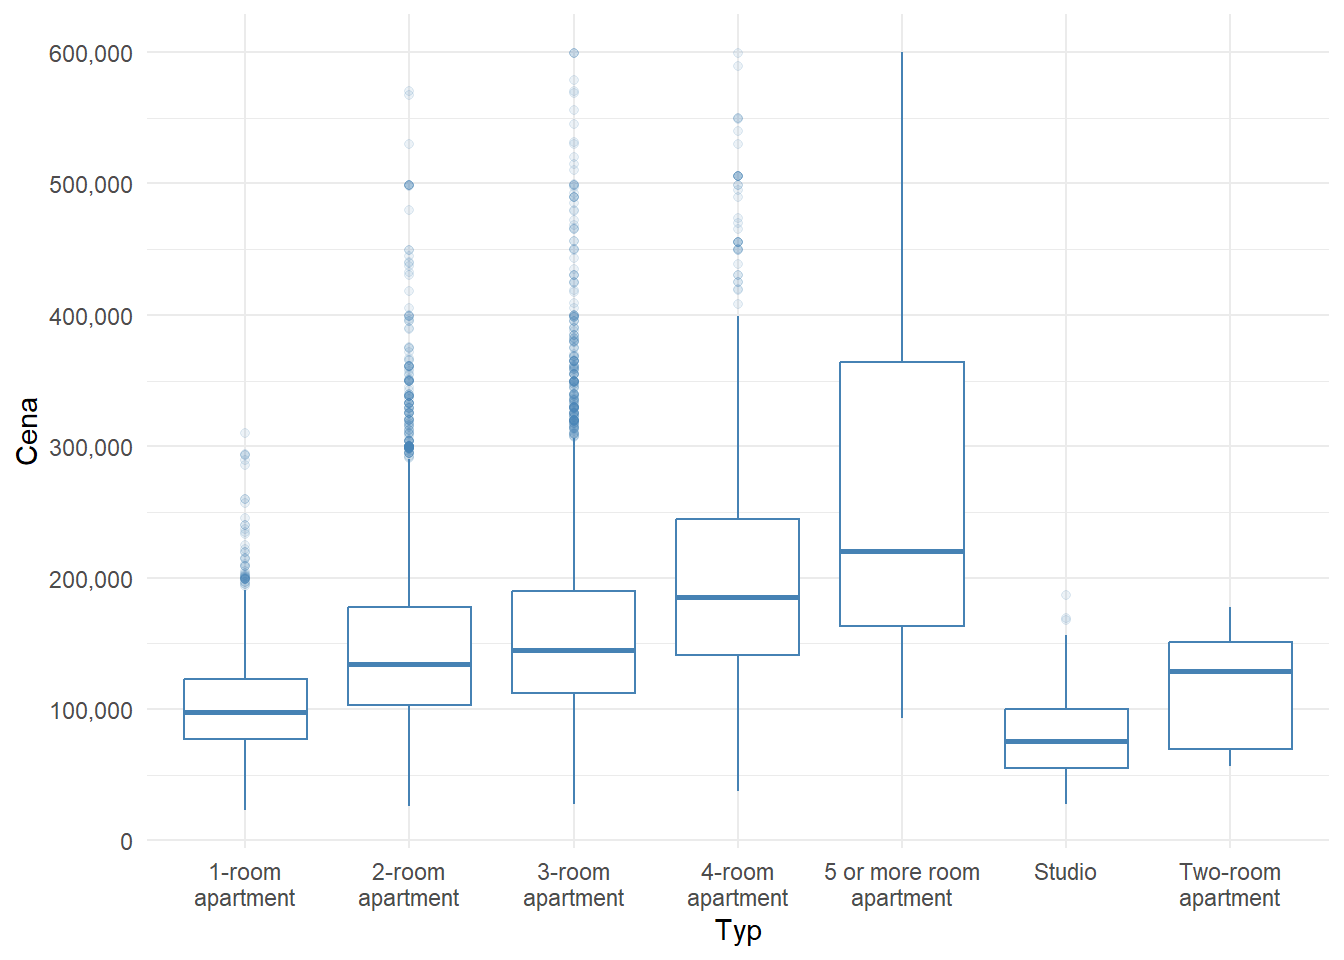 600,000
500,000
400,000
300,000
200,000
100,000
0
Cena
1-room
apartment
2-room
apartment
3-room
apartment
4-room
apartment
5 or more room
apartment
Studio
Two-room
apartment
Typ